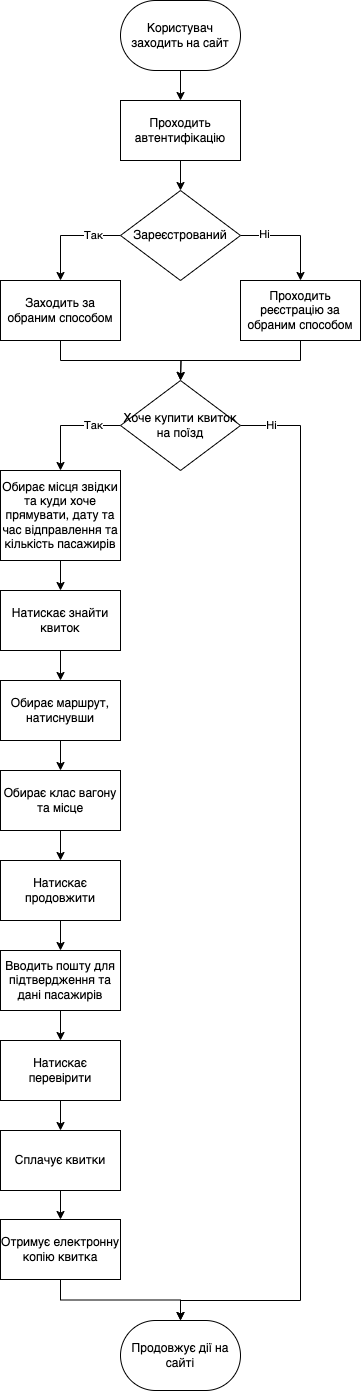 Користувач
заходить на сайт
Проходить
автентифікацію
Так
Зареєстрований
Ні
Заходить за
обраним способом
Проходить
реєстрацію за
обраним способом
Так
Хоче купити квиток
на поїзд
Ні
Обирає місця звідки
та куди хоче
прямувати, дату та
час відправлення та
кількість пасажирів
Натискає знайти
квиток
Обирає маршрут,
натиснувши
Обирає клас вагону
та місце
Натискає
продовжити
Вводить пошту для
підтвердження та
дані пасажирів
Натискає
перевірити
Сплачує квитки
Отримує електронну
копію квитка
Продовжує дії на
сайті